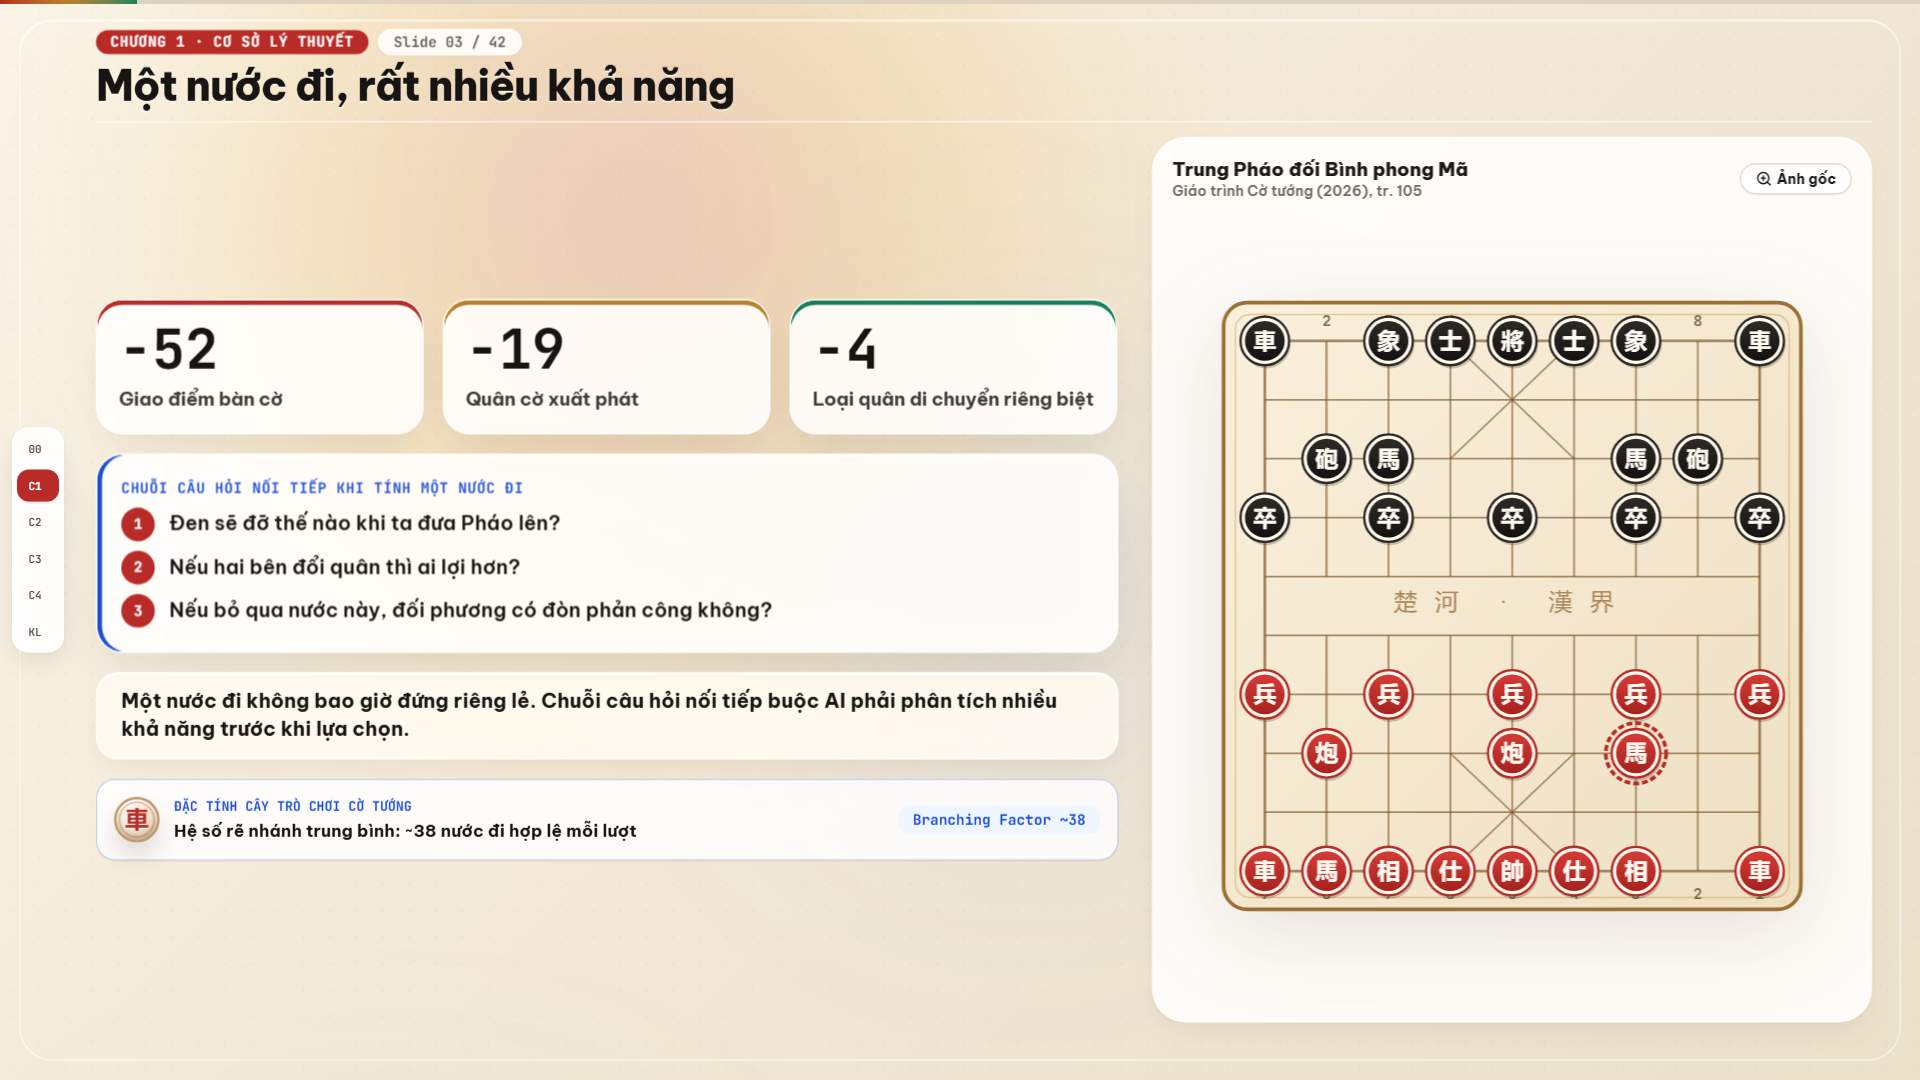 CHƯƠNG 1 · CƠ SỞ LÝ THUYẾT
Slide 03 / 42
Một nước đi, rất nhiều khả năng
-52
Giao điểm bàn cờ
-19
Quân cờ xuất phát
-4
Loại quân di chuyển riêng biệt
00
C1
C2
C3
C4
KL
CHUỖI CÂU HỎI NỐI TIẾP KHI TÍNH MỘT NƯỚC ĐI
1 Đen sẽ đỡ thế nào khi ta đưa Pháo lên?
2 Nếu hai bên đổi quân thì ai lợi hơn?
3 Nếu bỏ qua nước này, đối phương có đòn phản công không?
Một nước đi không bao giờ đứng riêng lẻ. Chuỗi câu hỏi nối tiếp buộc AI phải phân tích nhiều
khả năng trước khi lựa chọn.
車
ĐẶC TÍNH CÂY TRÒ CHƠI CỜ TƯỚNG
Hệ số rẽ nhánh trung bình: ~38 nước đi hợp lệ mỗi lượt
Branching Factor ~38
Trung Pháo đối Bình phong Mã
Giáo trình Cờ tướng (2026), tr. 105
Ảnh gốc
2 8
車 象 士 將 士 象 車
砲 馬 馬 砲
卒 卒 卒 卒 卒
楚河 · 漢界
兵 兵 兵 兵 兵
炮 炮 馬
車 馬 相 仕 帥 仕 相 車
2